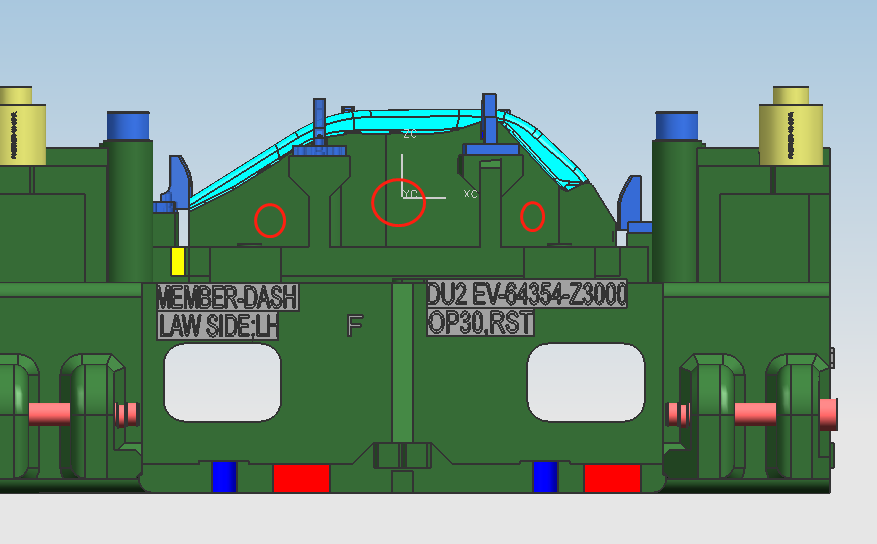 ZC
YC
XC
MEMBER-DASH
LAW SIDE;LH
F
DU2 EV-64354-Z3000
OP30,RST